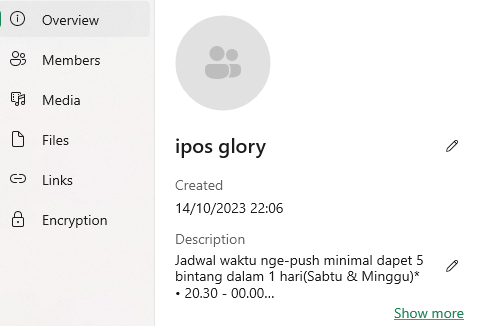 Overview
Members
Media
Files
Links
Encryption
ipos glory
Created
14/10/2023 22:06
Description
Jadwal waktu nge-push minimal dapet 5
bintang dalam 1 hari(Sabtu & Minggu)*
• 20.30 - 00.00...
Show more